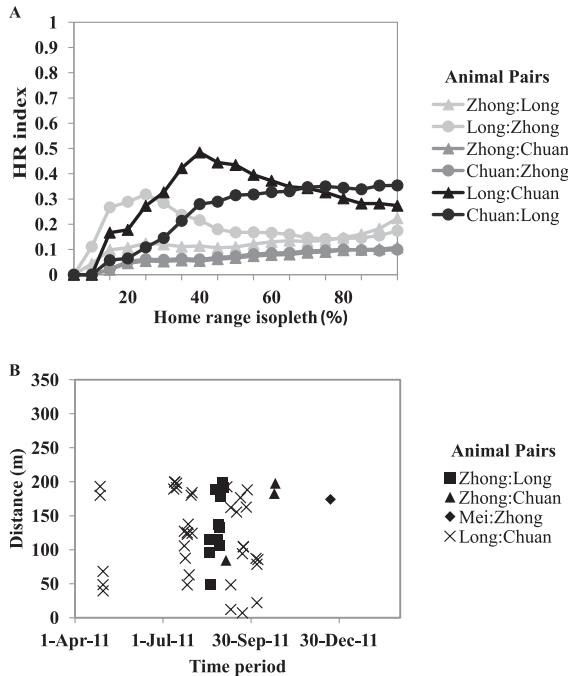 A
1
0.9
0.8
0.7
0.6
0.5
0.4
0.3
0.2
0.1
0
HR index
20 40 60 80
Home range isopleth (%)
Animal Pairs
Zhong:Long
Long:Zhong
Zhong:Chuan
Chuan:Zhong
Long:Chuan
Chuan:Long
B
350
300
250
200
150
100
50
0
Distance (m)
1-Apr-11 1-Jul-11 30-Sep-11 30-Dec-11
Time period
Animal Pairs
Zhong:Long
Zhong:Chuan
Mei:Zhong
Long:Chuan